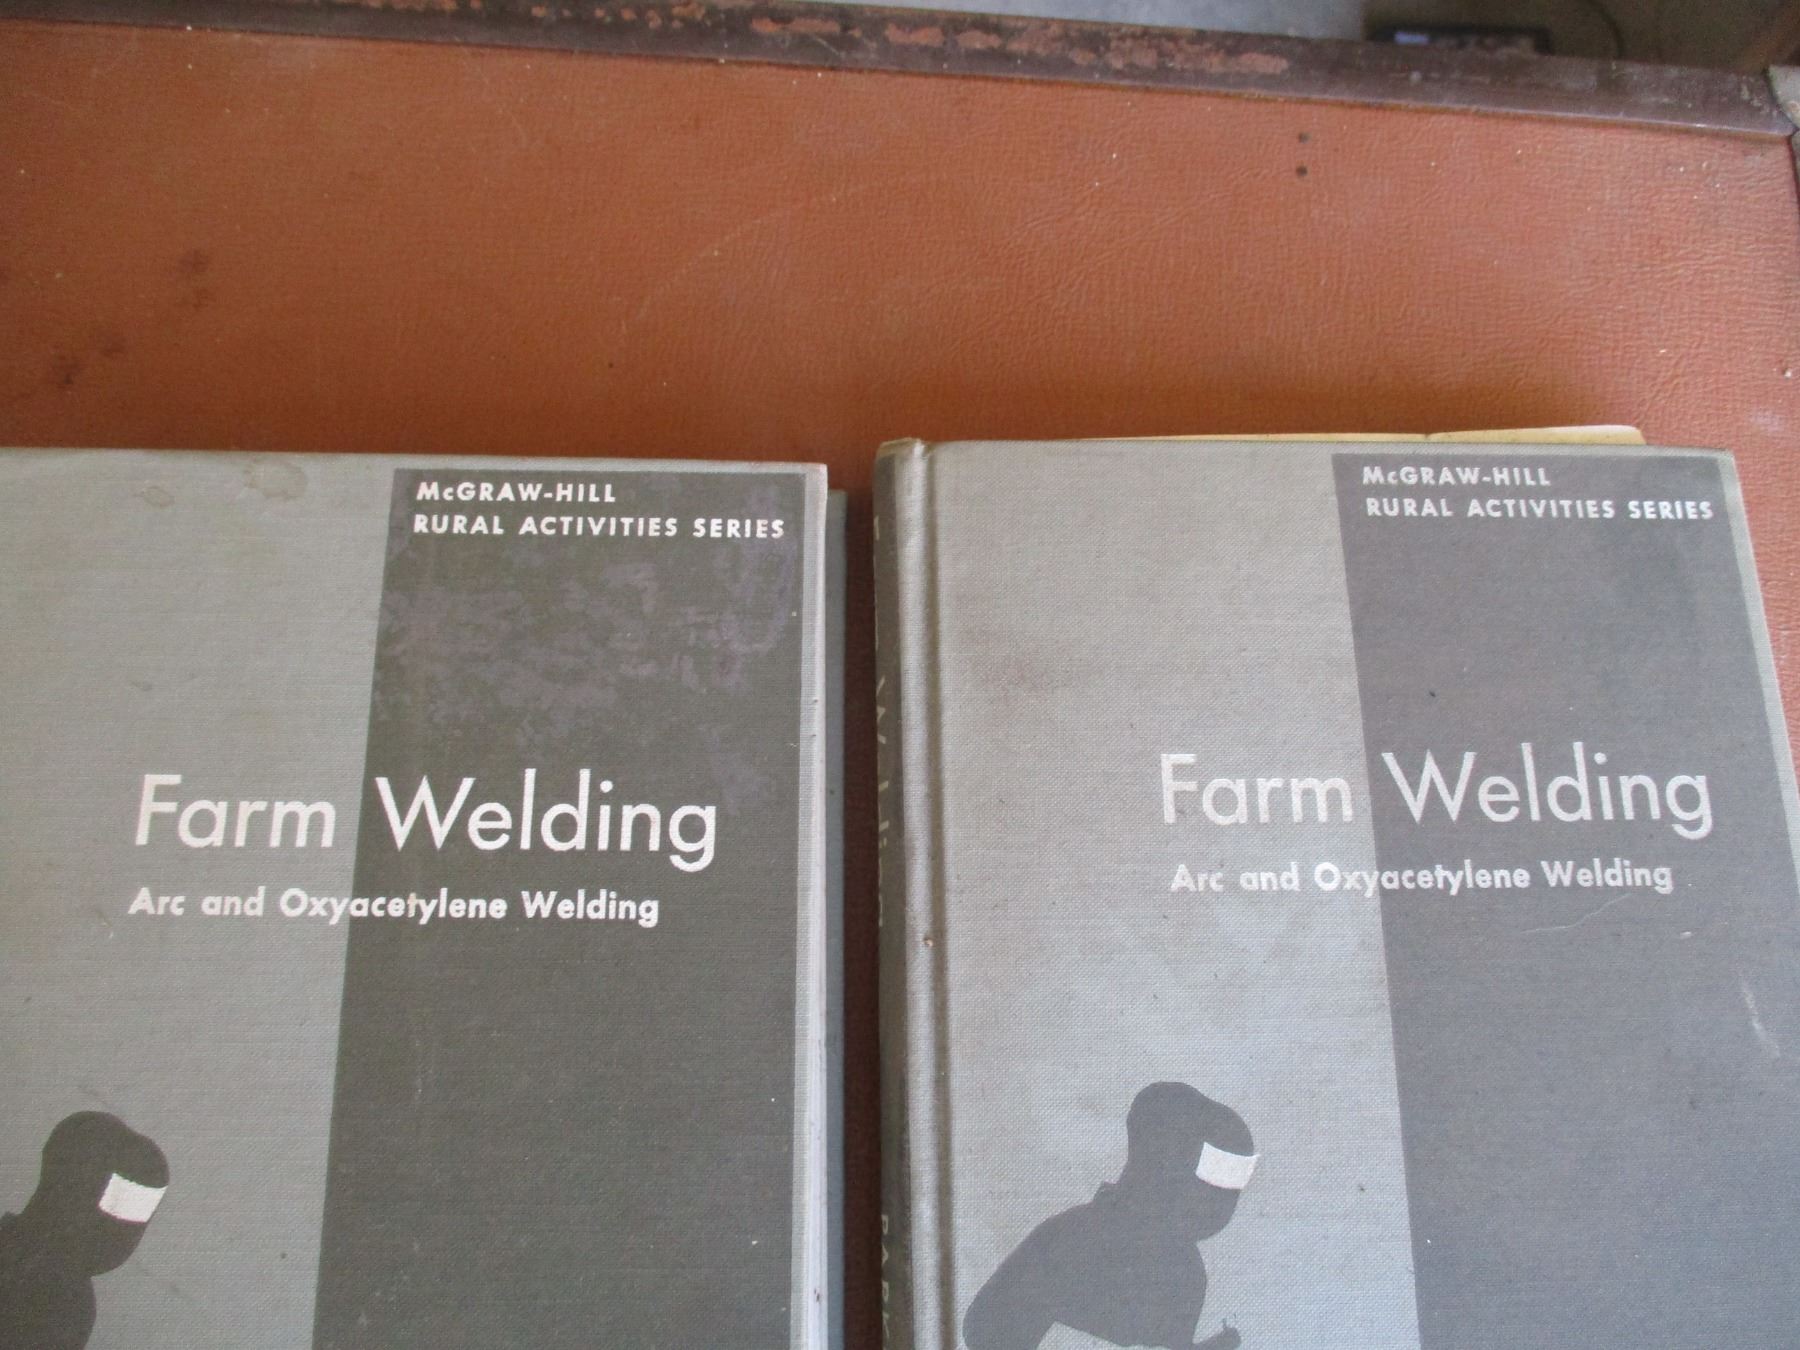 McGRAW-HILL
RURAL ACTIVITIES SERIES
Farm Welding
Arc and Oxyacetylene Welding
McGRAW-HILL
RURAL ACTIVITIES SERIES
Farm Welding
Arc and Oxyacetylene Welding